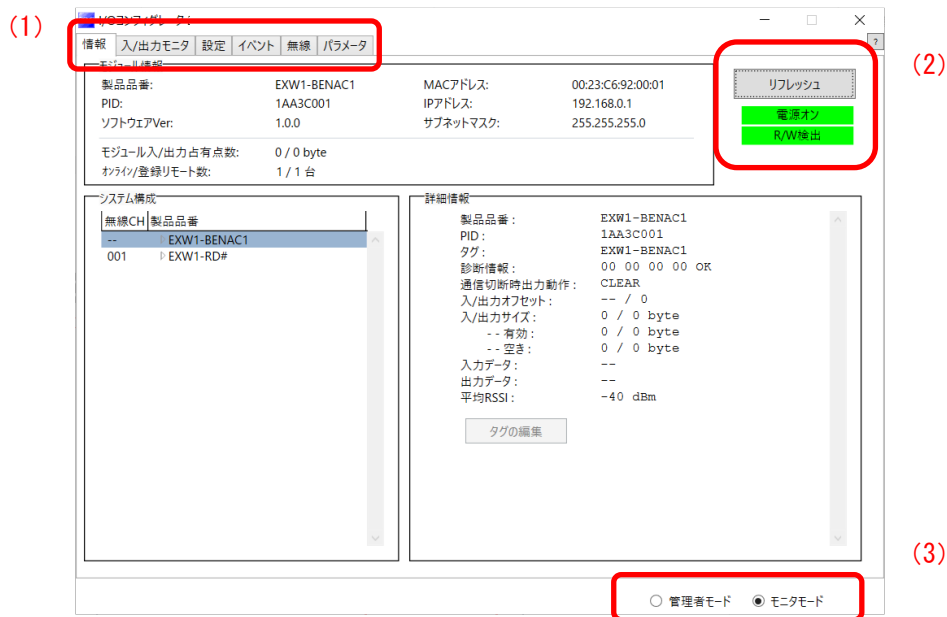 (1)
I/Oコンフィグレータ :
情報 入/出力モニタ 設定 イベント 無線 パラメータ
?
(2)
モジュール情報
製品品番: EXW1-BENAC1 MACアドレス: 00:23:C6:92:00:01
PID: 1AA3C001 IPアドレス: 192.168.0.1
ソフトウェアVer: 1.0.0 サブネットマスク: 255.255.255.0
モジュール入/出力占有点数: 0 / 0 byte
オンライン/登録リモート数: 1 / 1 台
リフレッシュ
電源オン
R/W検出
システム構成
無線CH 製品品番
-- EXW1-BENAC1
001 EXW1-RD#
詳細情報
製品品番 : EXW1-BENAC1
PID : 1AA3C001
タグ : EXW1-BENAC1
診断情報 : 00 00 00 00 OK
通信切断時出力動作 : CLEAR
入/出力オフセット : -- / 0
入/出力サイズ : 0 / 0 byte
- - 有効 : 0 / 0 byte
- - 空き : 0 / 0 byte
入力データ : --
出力データ : --
平均RSSI : -40 dBm
タグの編集
(3)
管理者モード モニタモード